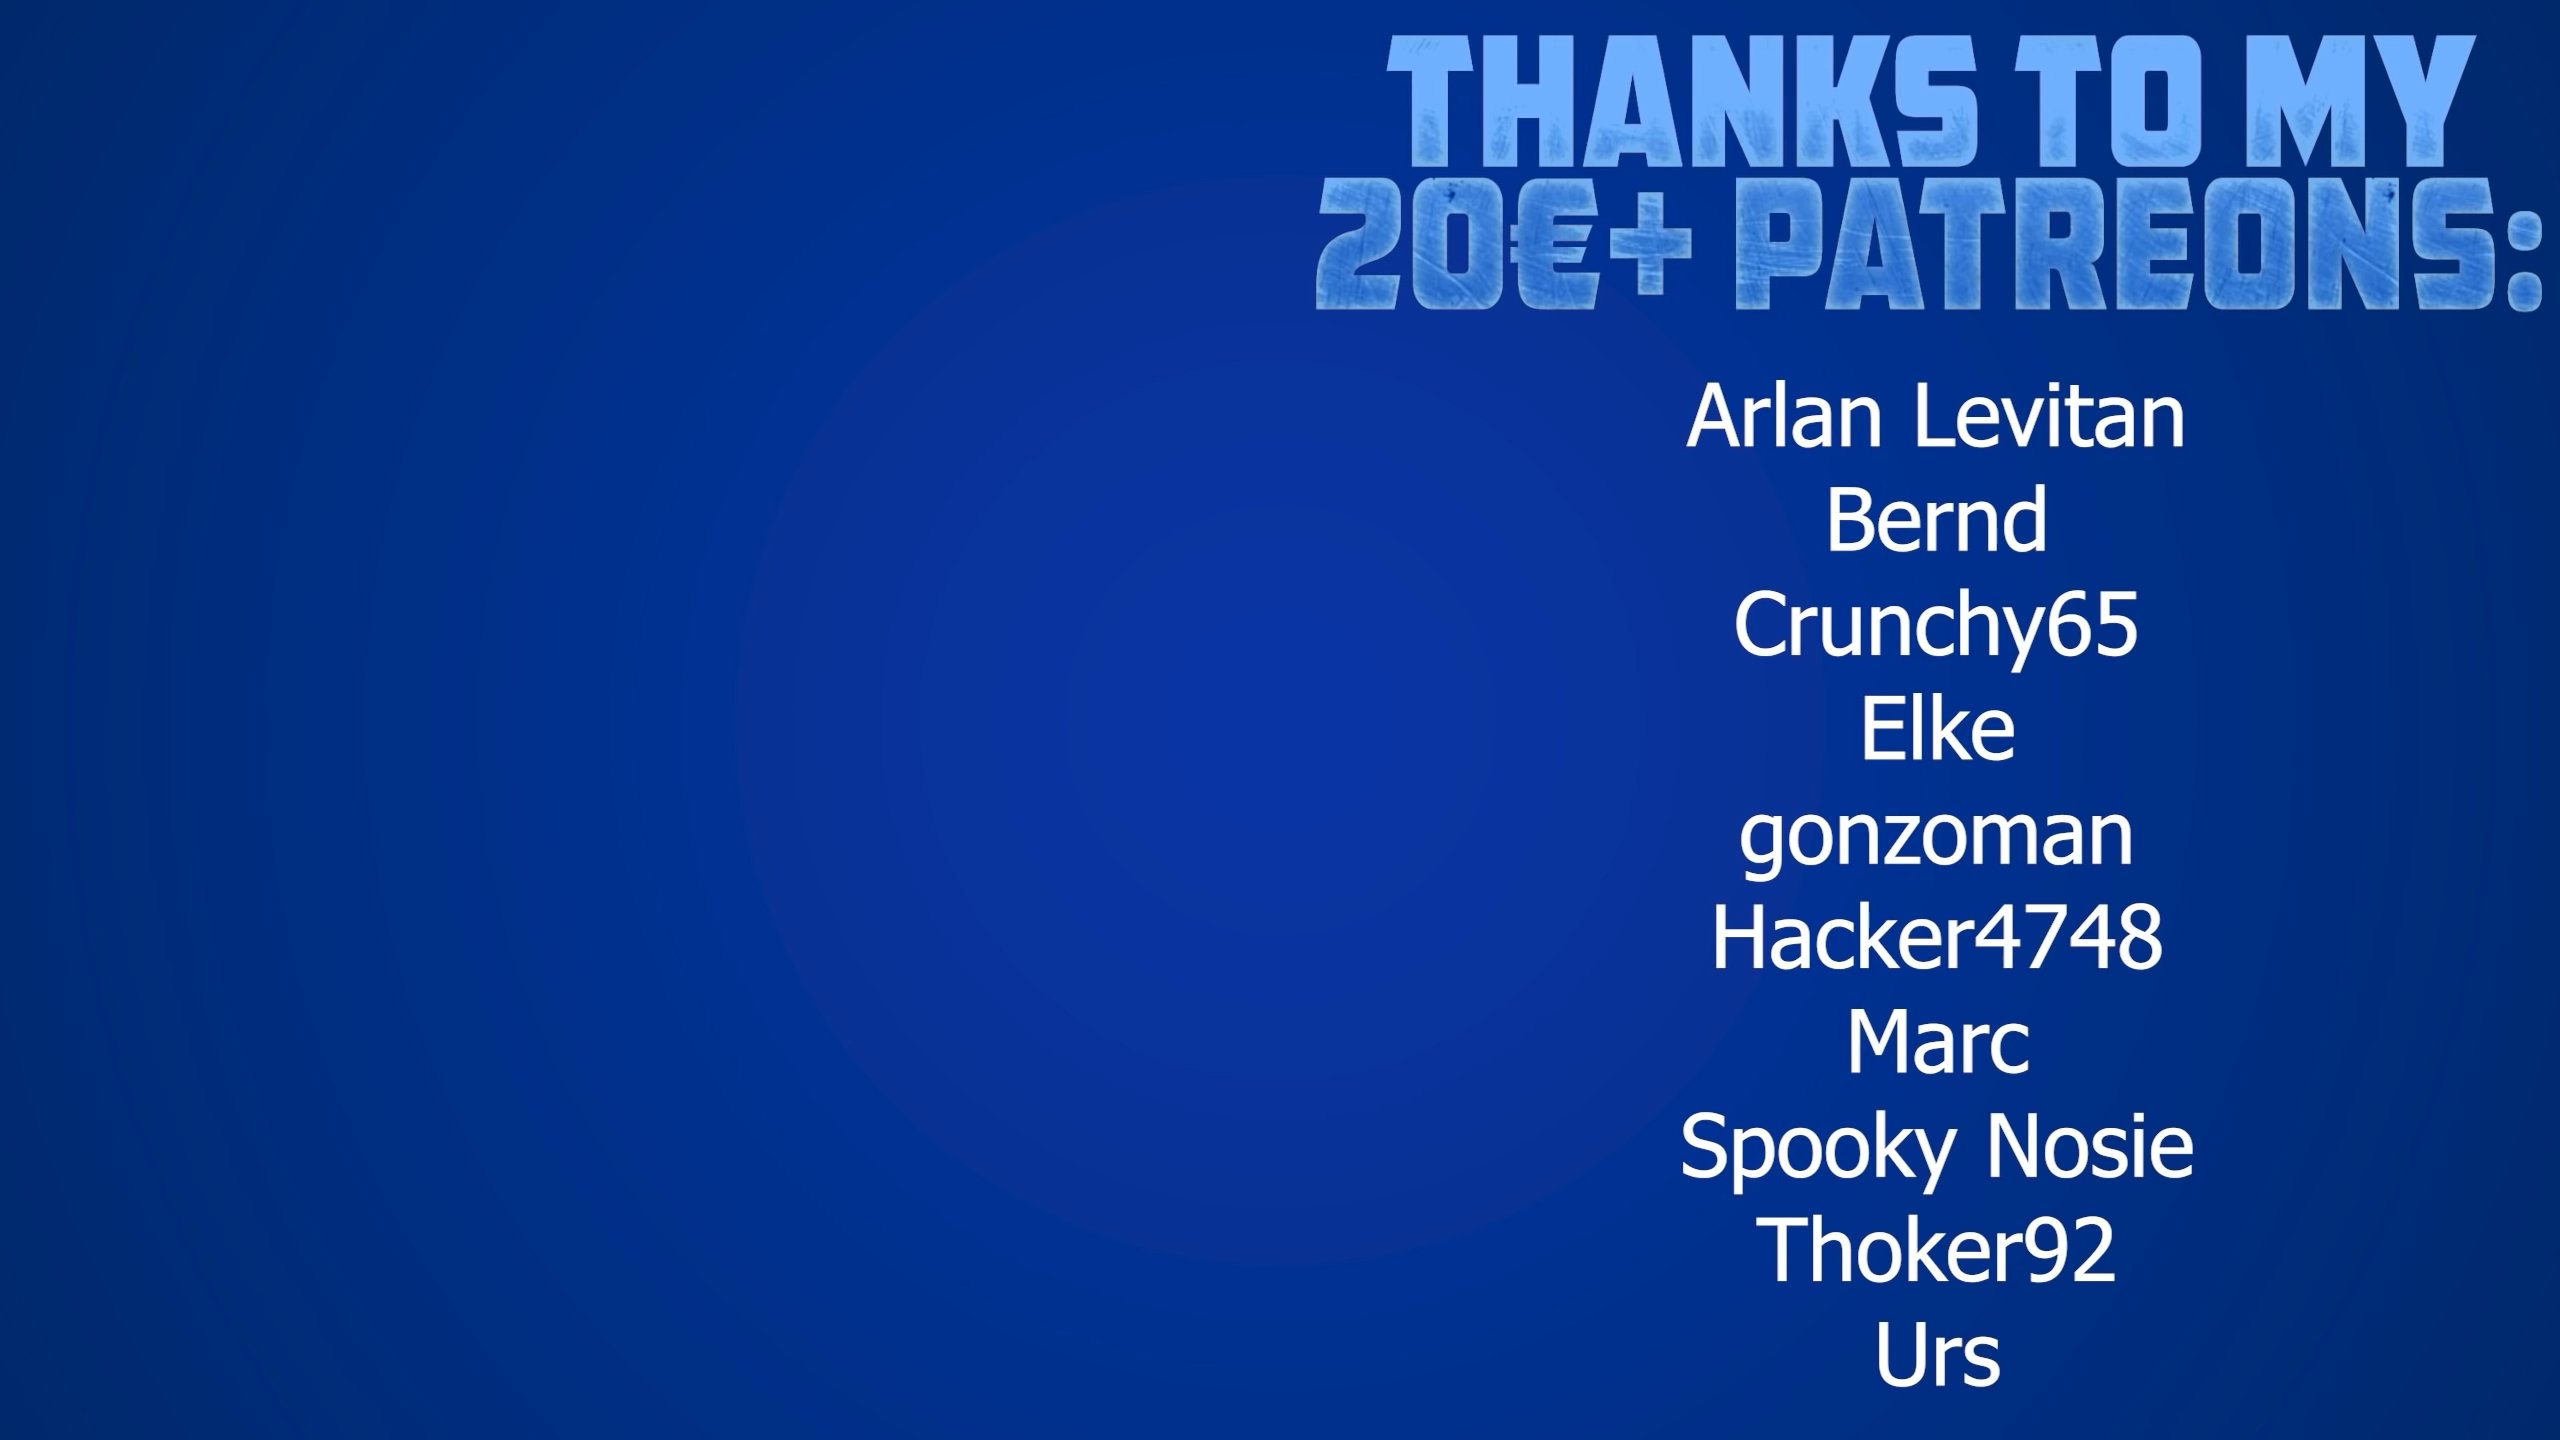 THANKS TO MY
20€+ PATREONS:
Arlan Levitan
Bernd
Crunchy65
Elke
gonzoman
Hacker4748
Marc
Spooky Nosie
Thoker92
Urs